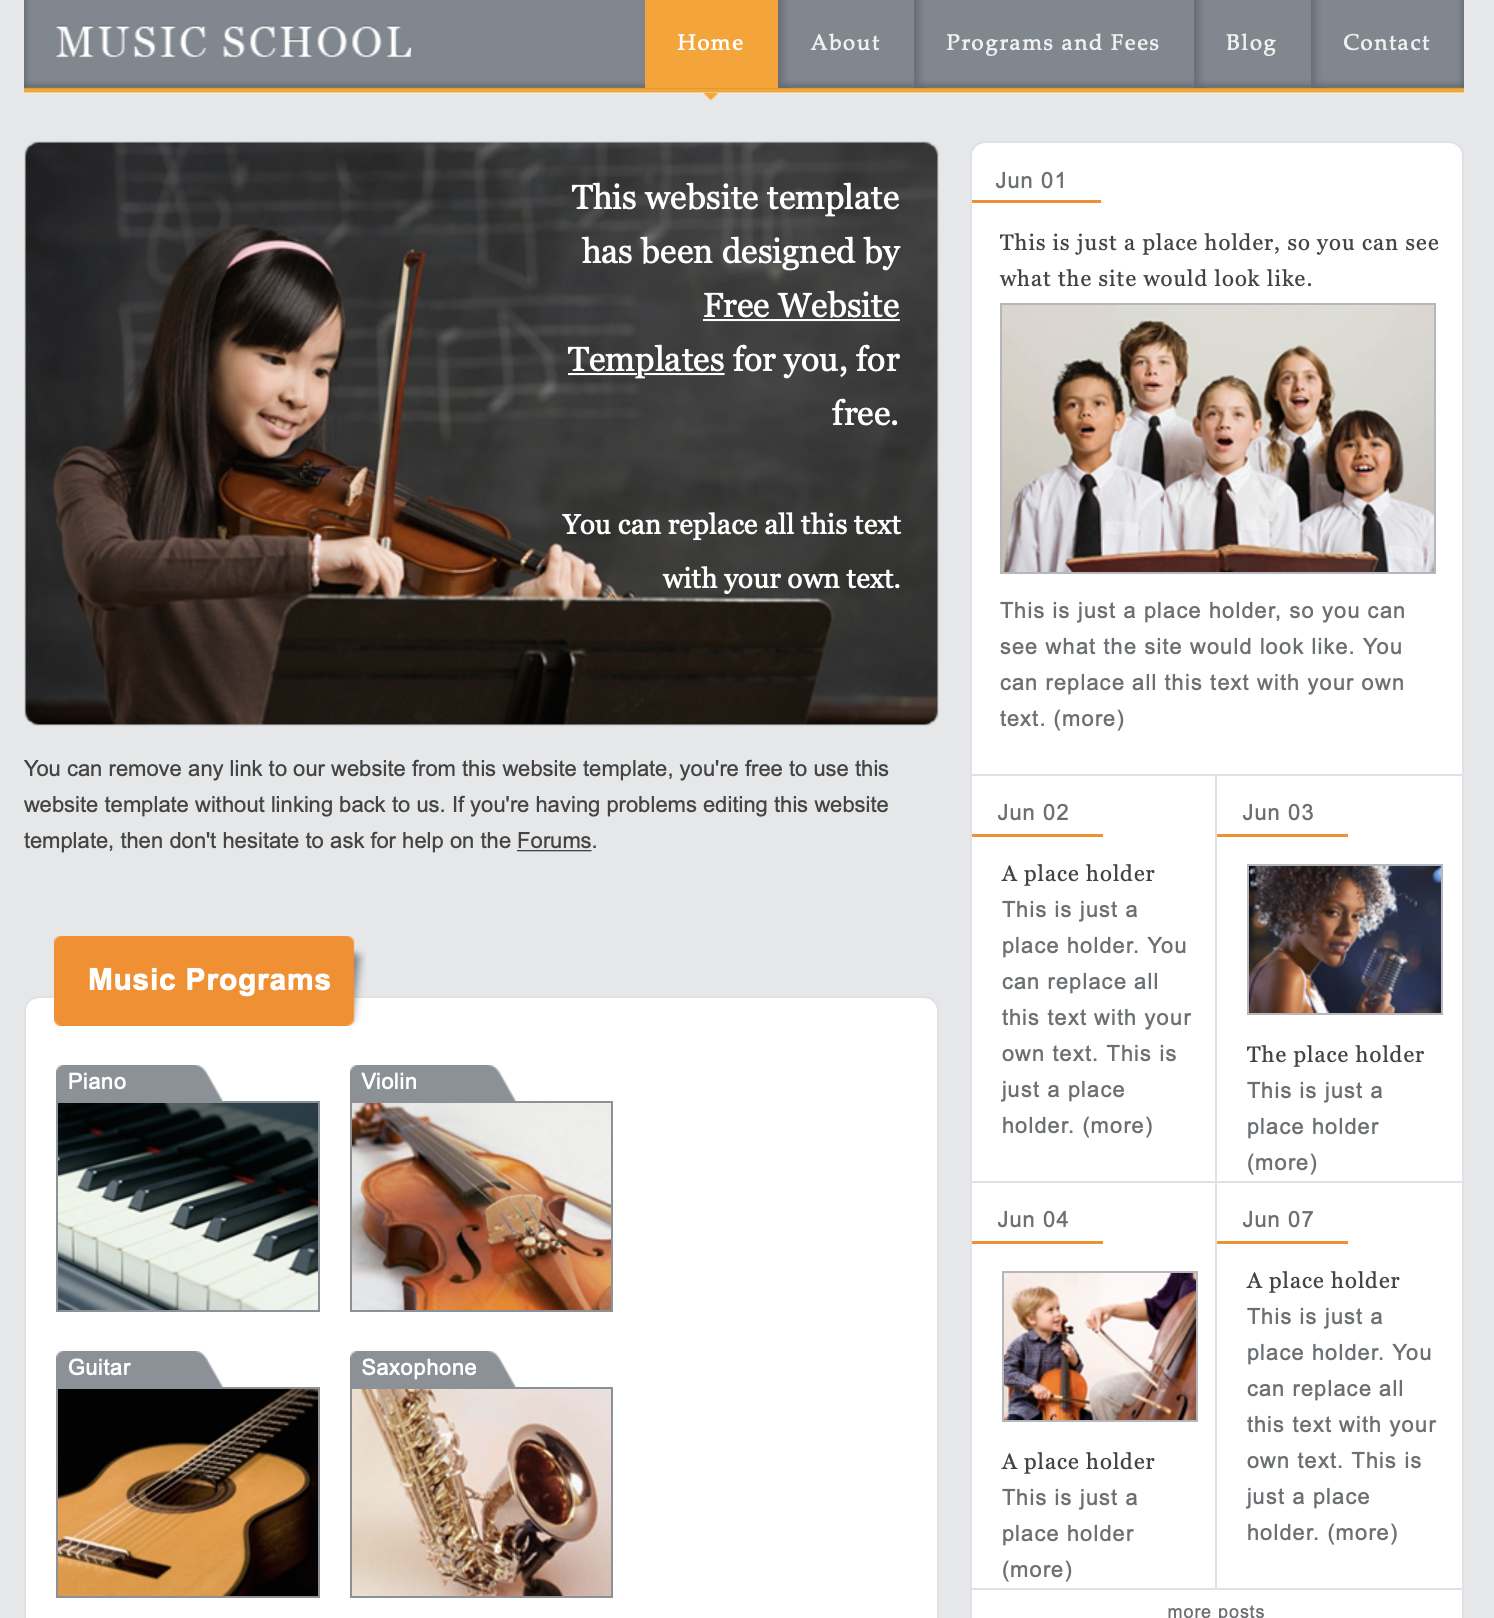 MUSIC SCHOOL
Home
About
Programs and Fees
Blog
Contact
This website template
has been designed by
Free Website
Templates for you, for
free.
You can replace all this text
with your own text.
You can remove any link to our website from this website template, you're free to use this
website template without linking back to us. If you're having problems editing this website
template, then don't hesitate to ask for help on the Forums.
Music Programs
Piano
Violin
Guitar
Saxophone
Jun 01
This is just a place holder, so you can see
what the site would look like.
This is just a place holder, so you can
see what the site would look like. You
can replace all this text with your own
text. (more)
Jun 02
A place holder
This is just a
place holder. You
can replace all
this text with your
own text. This is
just a place
holder. (more)
Jun 03
The place holder
This is just a
place holder
(more)
Jun 04
A place holder
This is just a
place holder
(more)
Jun 07
A place holder
This is just a
place holder. You
can replace all
this text with your
own text. This is
just a place
holder. (more)
more posts